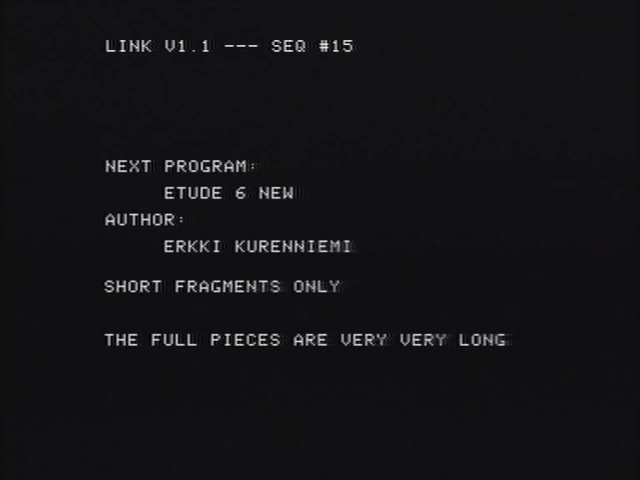 LINK V1.1 --- SEQ #15
NEXT PROGRAM:
ETUDE 6 NEW
AUTHOR:
ERKKI KURENNIEMI
SHORT FRAGMENTS ONLY
THE FULL PIECES ARE VERY VERY LONG